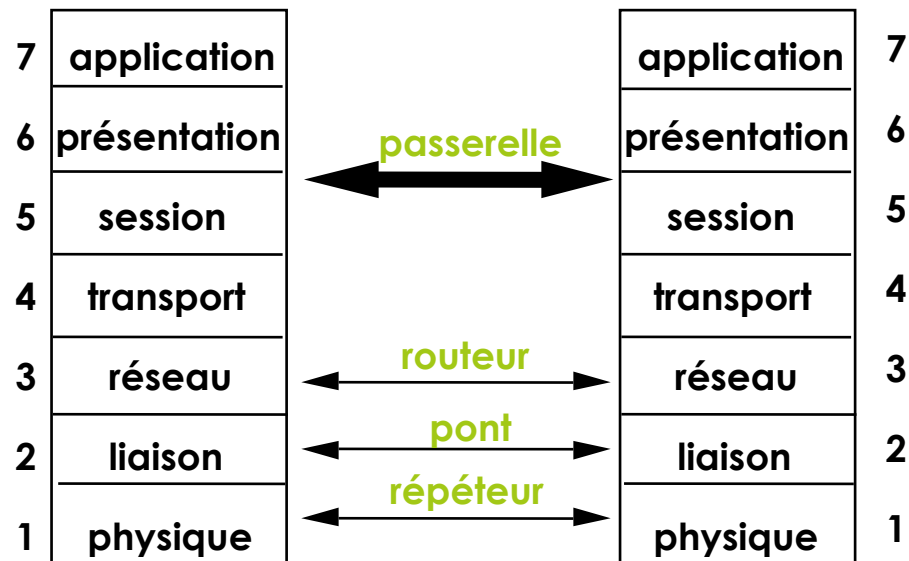 7 application application 7
6 présentation passerelle présentation 6
5 session session 5
4 transport transport 4
3 réseau routeur réseau 3
2 liaison pont liaison 2
répéteur
1 physique physique 1